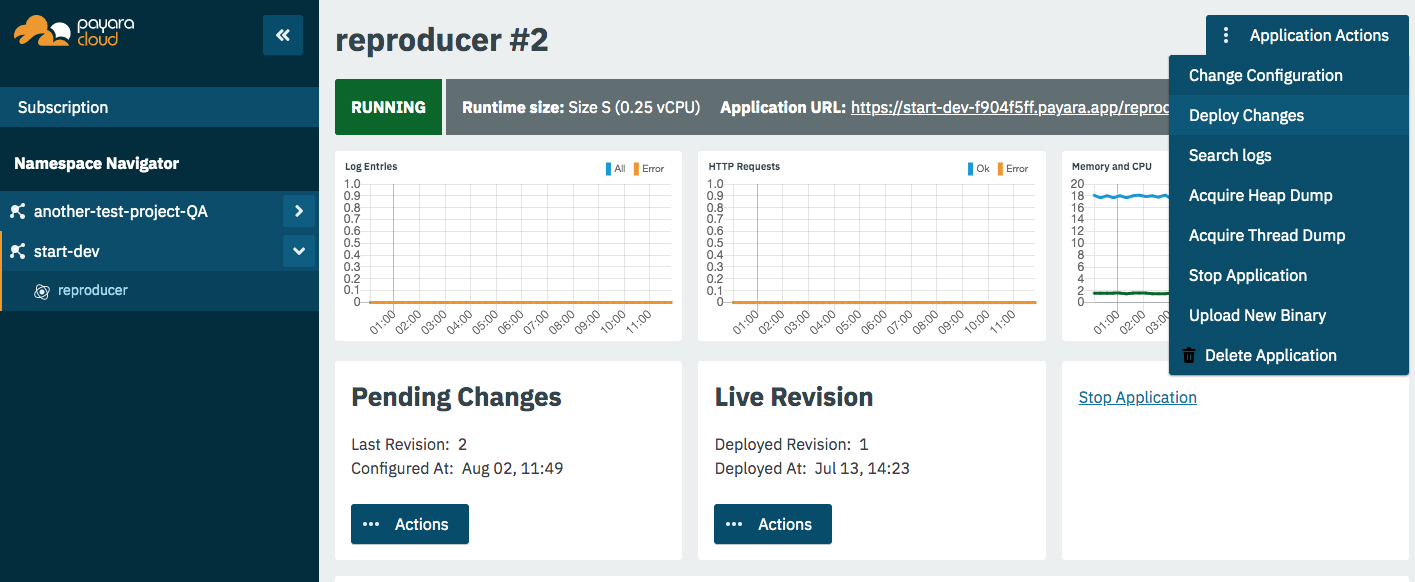 payara
cloud
Subscription
Namespace Navigator
another-test-project-QA
start-dev
reproducer
reproducer #2
Application Actions
Change Configuration
Deploy Changes
Search logs
Acquire Heap Dump
Acquire Thread Dump
Stop Application
Upload New Binary
Delete Application
RUNNING
Runtime size: Size S (0.25 vCPU) Application URL: https://start-dev-f904f5ff.payara.app/reproc
Log Entries
All Error
1.0
0.9
0.8
0.7
0.6
0.5
0.4
0.3
0.2
0.1
0
01:00 02:00 03:00 04:00 05:00 06:00 07:00 08:00 09:00 10:00 11:00
HTTP Requests
Ok Error
1.0
0.9
0.8
0.7
0.6
0.5
0.4
0.3
0.2
0.1
0
01:00 02:00 03:00 04:00 05:00 06:00 07:00 08:00 09:00 10:00 11:00
Memory and CPU
20
18
16
14
12
10
8
6
4
2
0
01:00 02:00 03:00
Pending Changes
Last Revision: 2
Configured At: Aug 02, 11:49
Actions
Live Revision
Deployed Revision: 1
Deployed At: Jul 13, 14:23
Actions
Stop Application